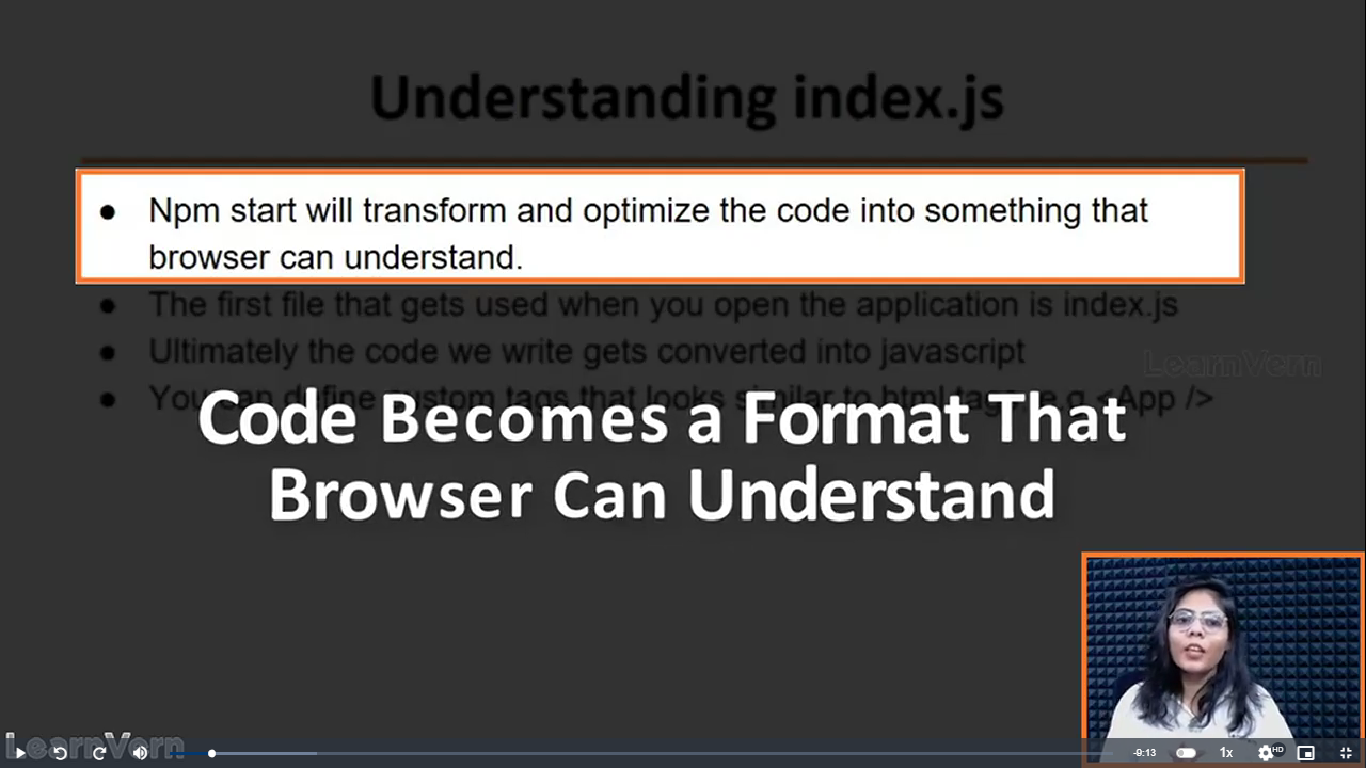 Understanding index.js
● Npm start will transform and optimize the code into something that
browser can understand.
● The first file that gets used when you open the application is index.js
● Ultimately the code we write gets converted into javascript
LearnVern
● You can define custom tags that looks similar to html tags e.g <App />
Code Becomes a Format That
Browser Can Understand
LearnVern
-9:13
1x
HD